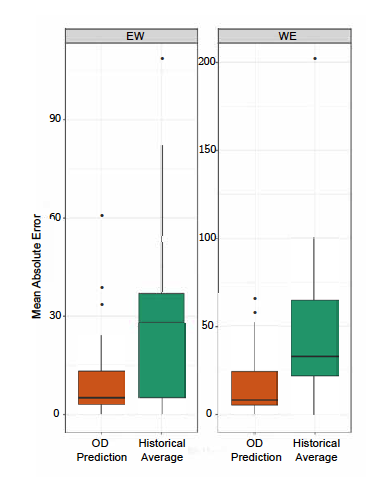 EW
WE
Mean Absolute Error
90
60
30
0
200
150
100
50
0
OD
Prediction
Historical
Average
OD
Prediction
Historical
Average